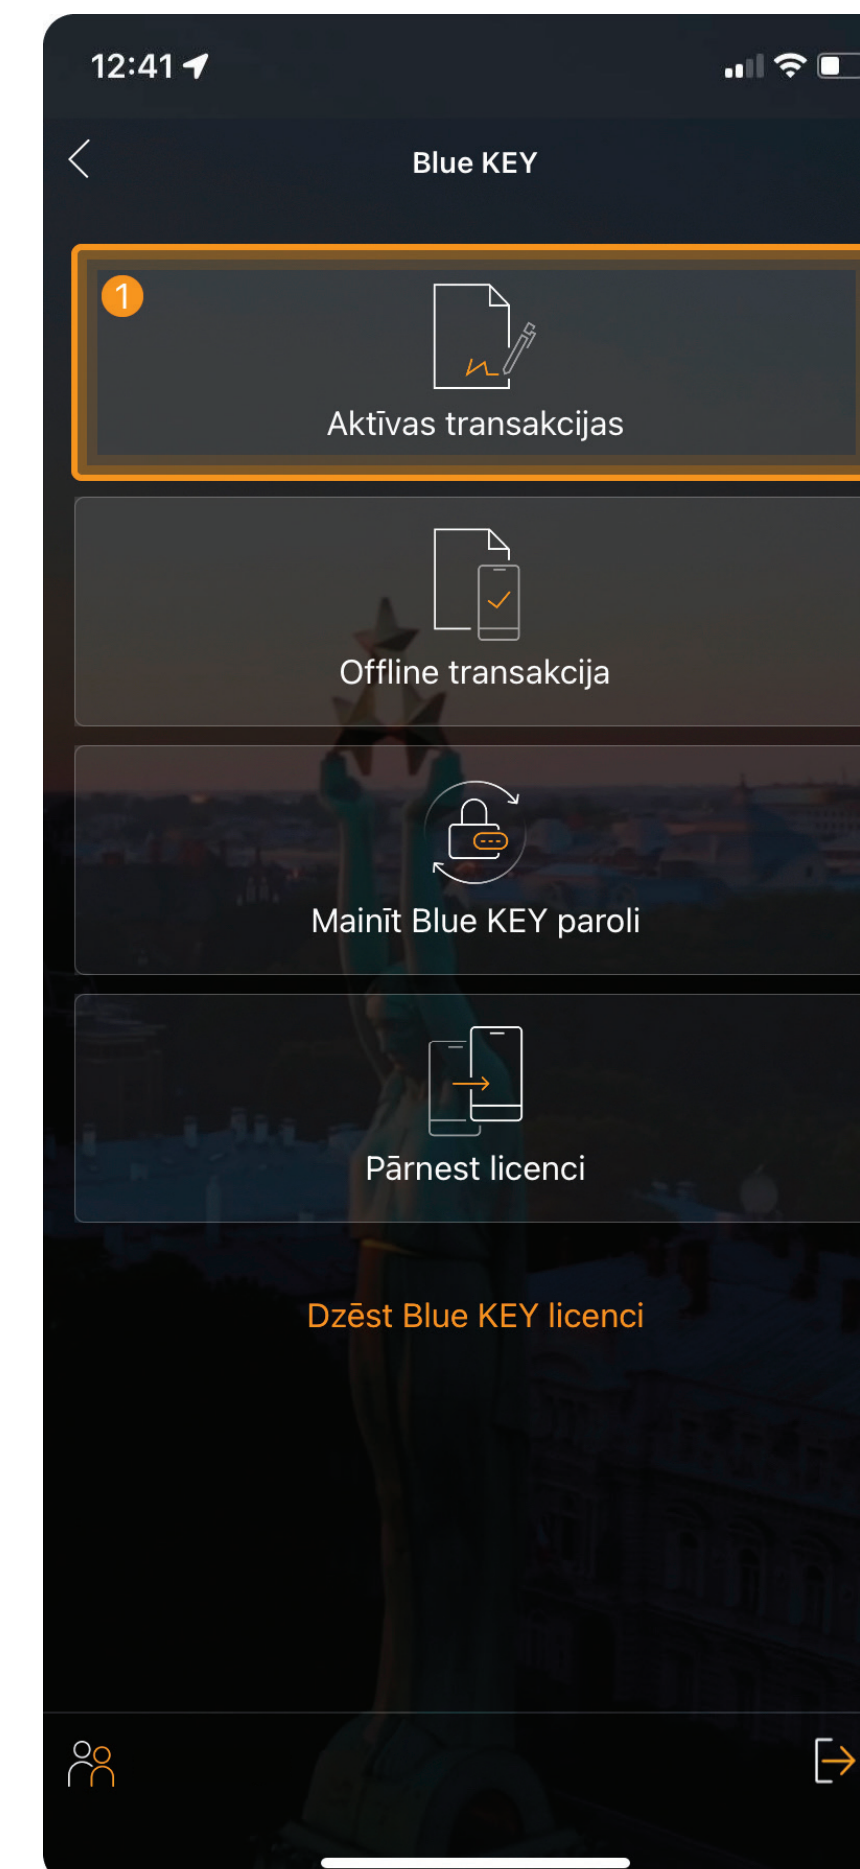 12:41
Blue KEY
1
Aktīvas transakcijas
Offline transakcija
Mainīt Blue KEY paroli
Pārnest licenci
Dzēst Blue KEY licenci